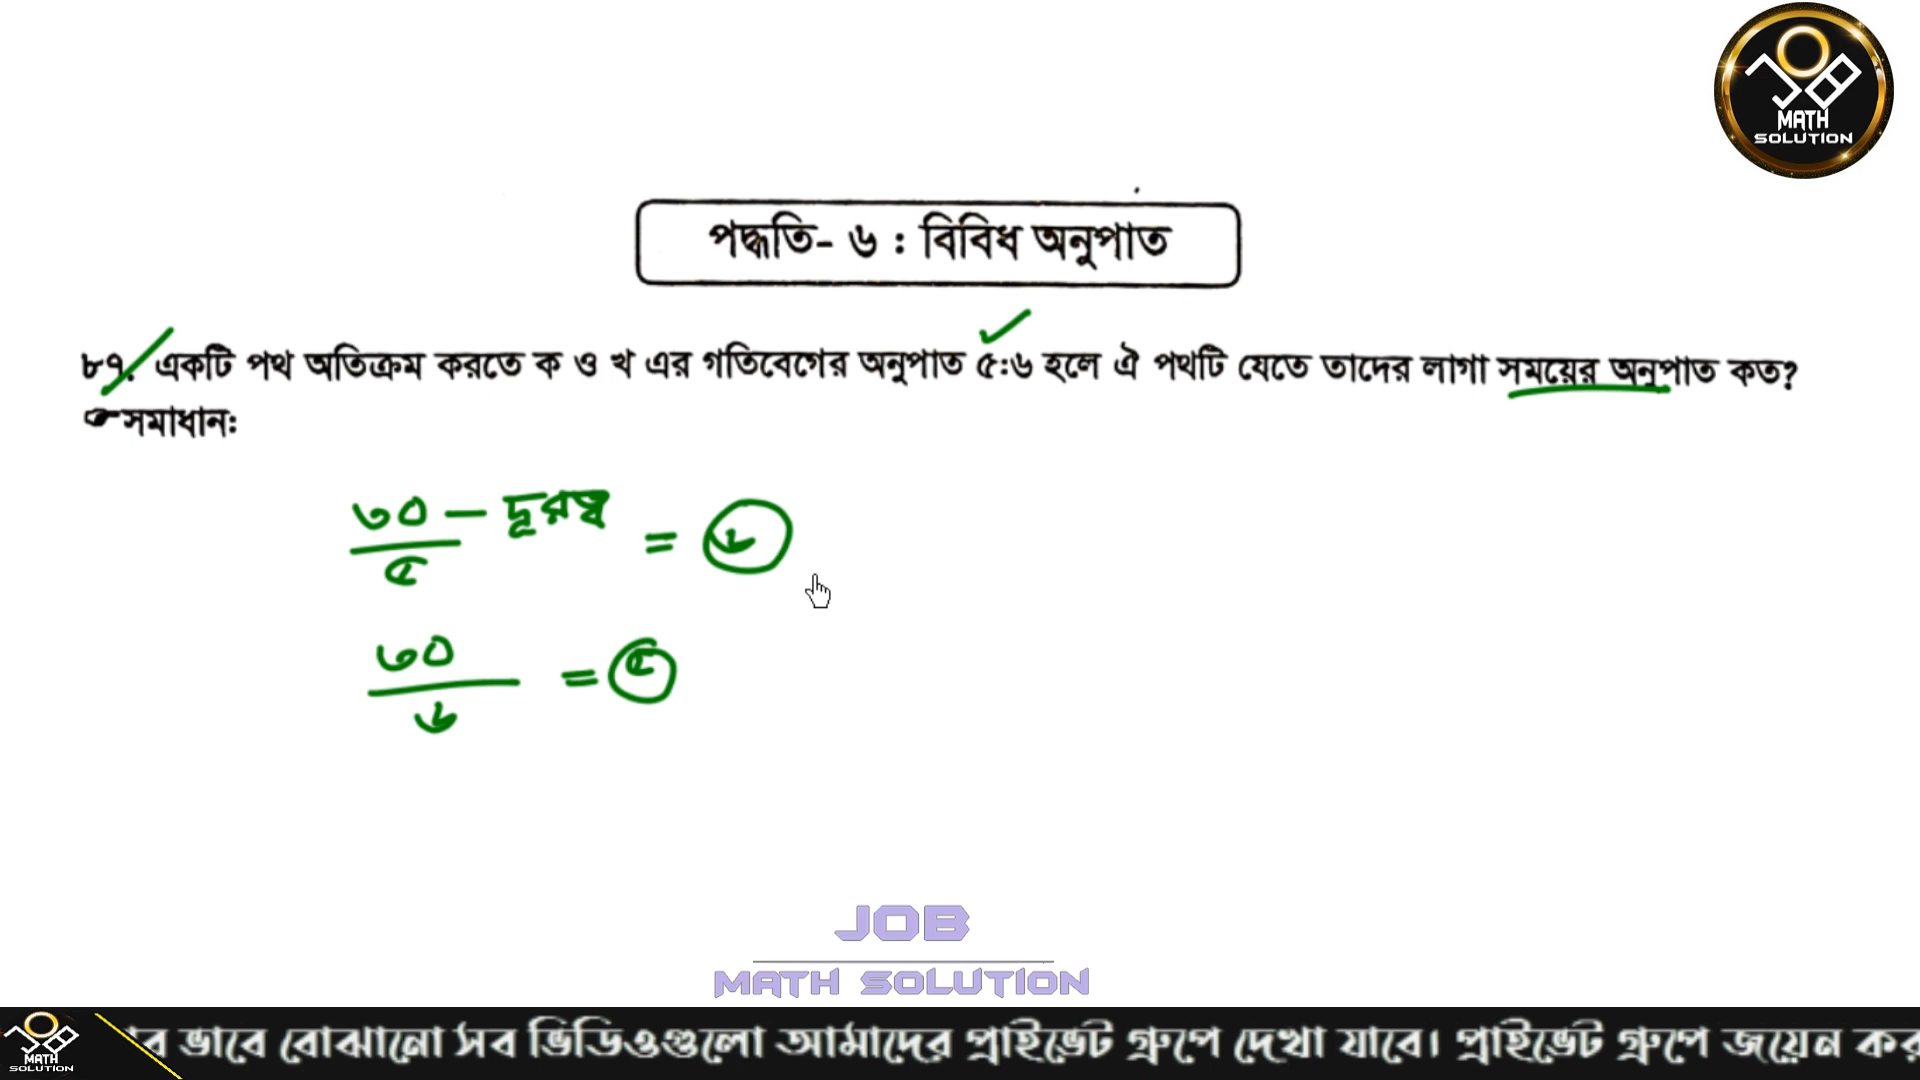 JOB
MATH
SOLUTION
পদ্ধতি- ৬ : বিবিধ অনুপাত
৮৭. একটি পথ অতিক্রম করতে ক ও খ এর গতিবেগের অনুপাত ৫:৬ হলে ঐ পথটি যেতে তাদের লাগা সময়ের অনুপাত কত?
সমাধান:
৩০ — দূরত্ব
৫ = ৬
৩০
৬ = ৫
JOB
MATH SOLUTION
JOB
MATH
SOLUTION
ভাবে বোঝানো সব ভিডিওগুলো আমাদের প্রাইভেট গ্রুপে দেখা যাবে। প্রাইভেট গ্রুপে জয়েন